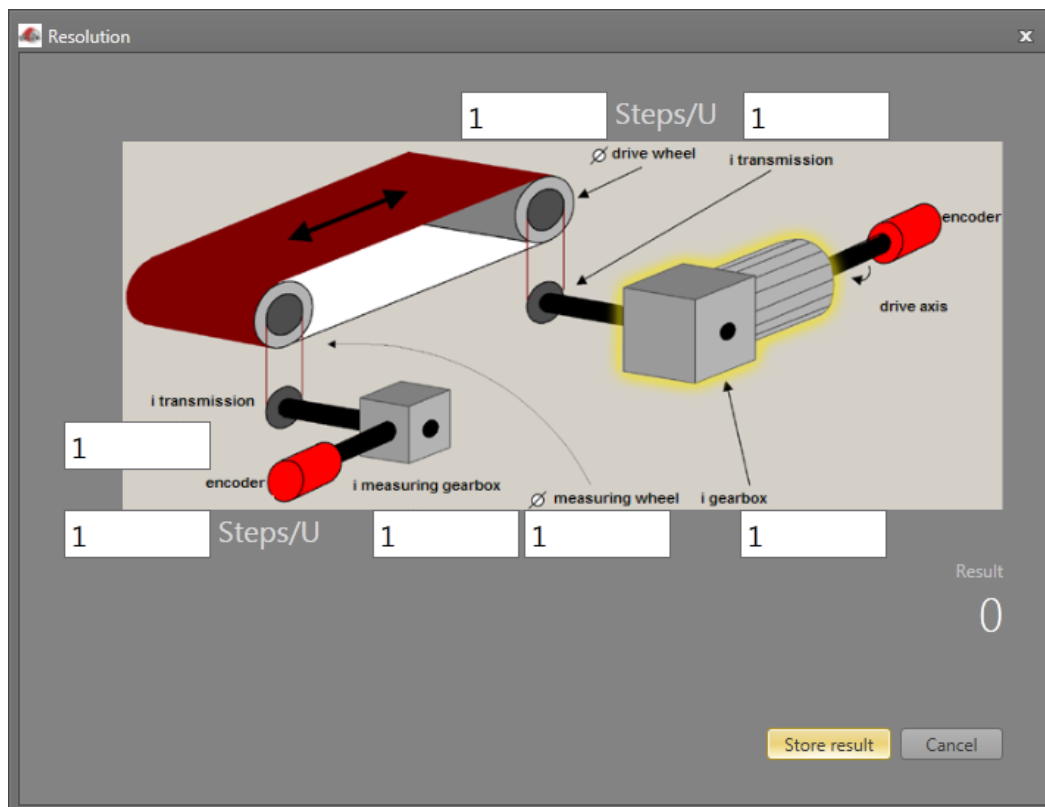 Resolution
x
1 Steps/U 1
⌀ drive wheel i transmission
encoder
drive axis
i transmission
1
encoder i measuring gearbox ⌀ measuring wheel i gearbox
1 Steps/U 1 1 1
Result
0
Store result Cancel